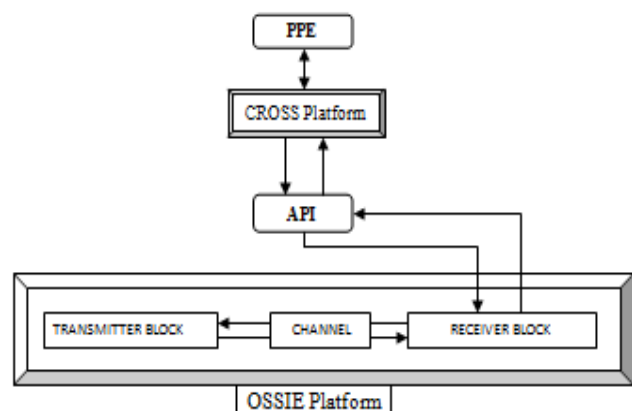 PPE
CROSS Platform
API
TRANSMITTER BLOCK
CHANNEL
RECEIVER BLOCK
OSSIE Platform